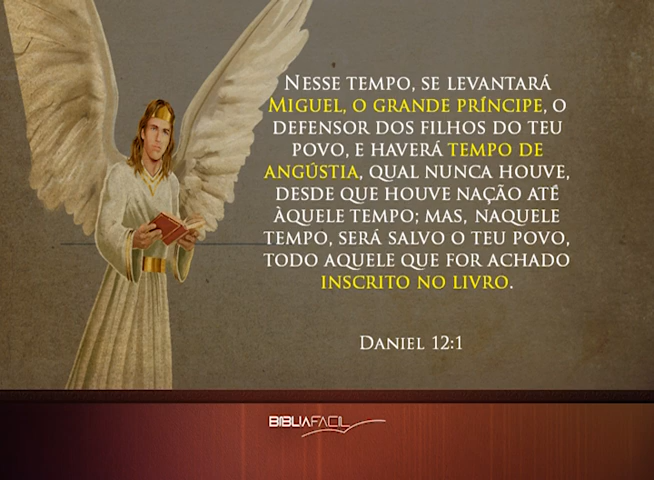 Nesse tempo, se levantará
Miguel, o grande príncipe, o
defensor dos filhos do teu
povo, e haverá tempo de
angústia, qual nunca houve,
desde que houve nação até
àquele tempo; mas, naquele
tempo, será salvo o teu povo,
todo aquele que for achado
inscrito no livro.
Daniel 12:1
BIBLIAFACIL